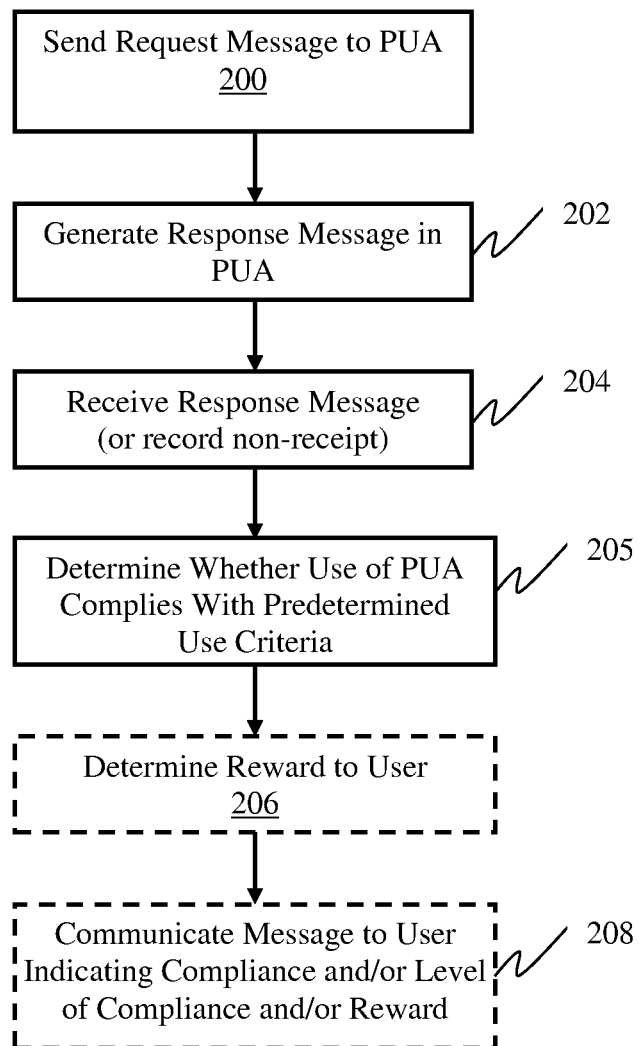 Send Request Message to PUA
200
Generate Response Message in
PUA
202
Receive Response Message
(or record non-receipt)
204
Determine Whether Use of PUA
Complies With Predetermined
Use Criteria
205
Determine Reward to User
206
Communicate Message to User
Indicating Compliance and/or Level
of Compliance and/or Reward
208